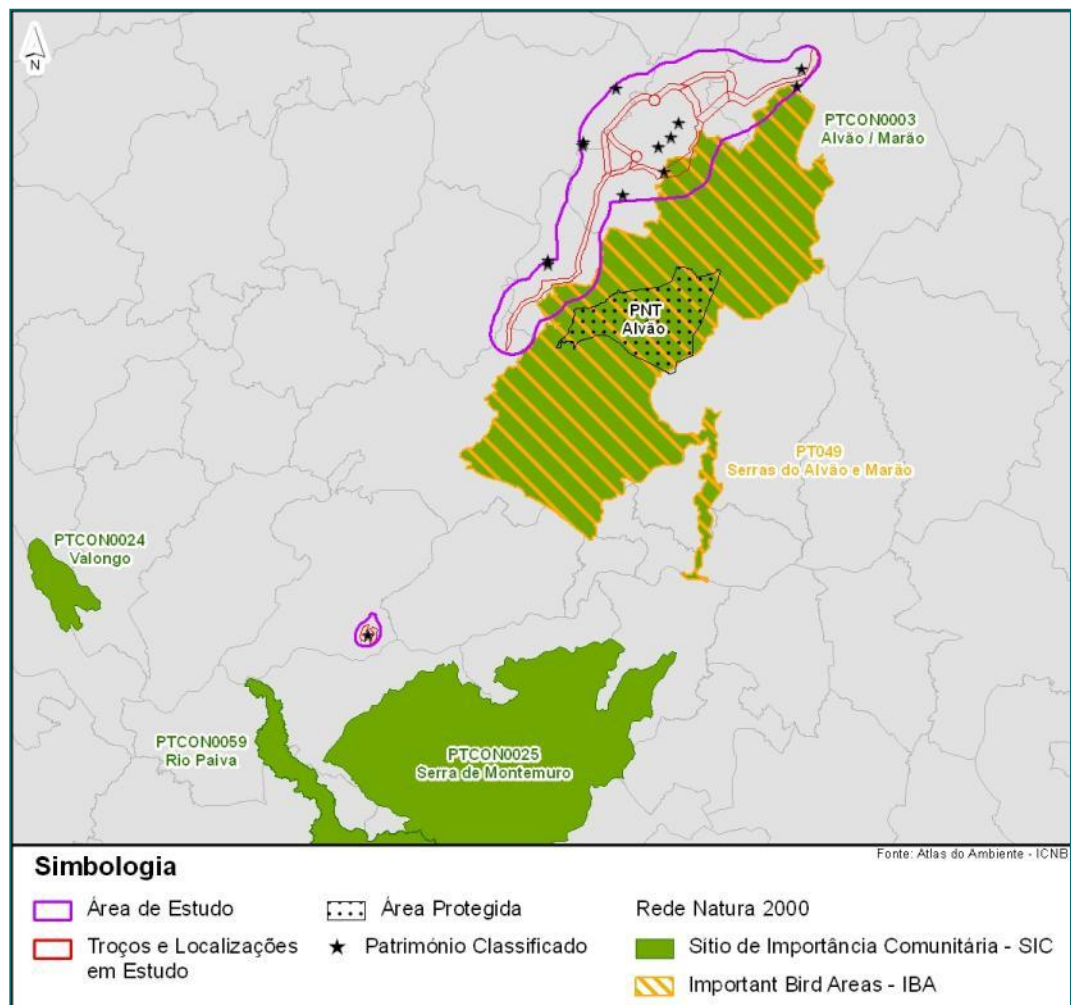 N
PTCON0003
Alvão / Marão
PNT
Alvão
PT049
Serras do Alvão e Marão
PTCON0024
Valongo
PTCON0059
Rio Paiva
PTCON0025
Serra de Montemuro
Fonte: Atlas do Ambiente - ICNB
Simbologia
Área de Estudo
Troços e Localizações
em Estudo
Área Protegida
Património Classificado
Rede Natura 2000
Sítio de Importância Comunitária - SIC
Important Bird Areas - IBA